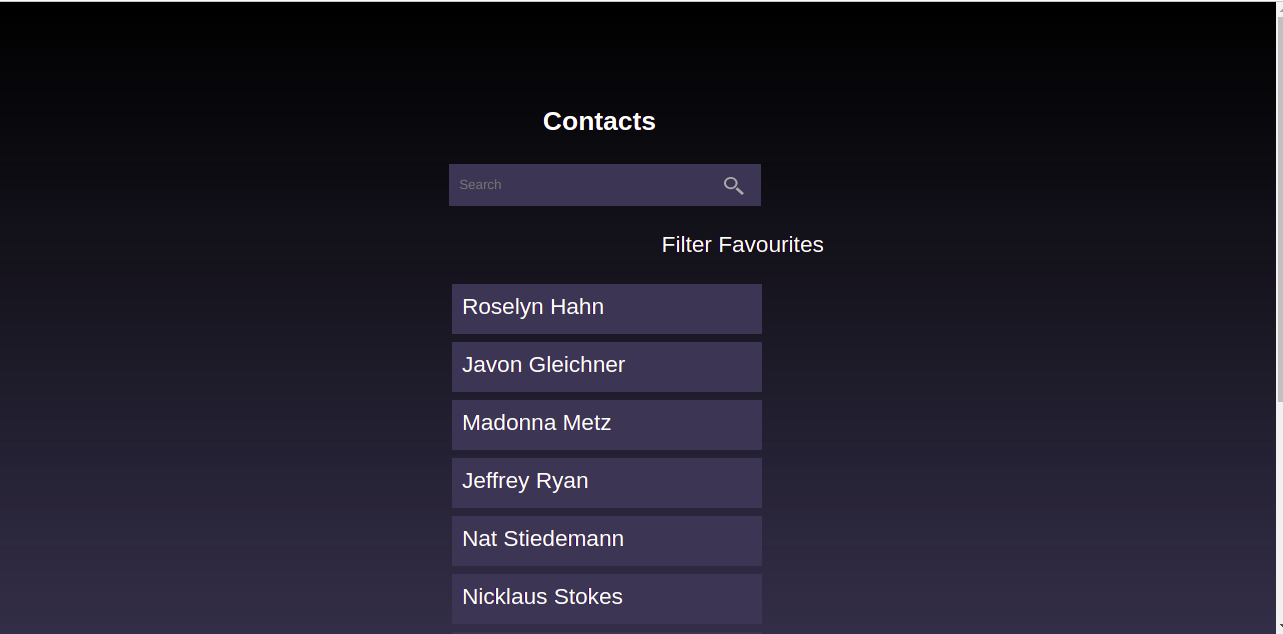 Contacts
Search
Filter Favourites
Roselyn Hahn
Javon Gleichner
Madonna Metz
Jeffrey Ryan
Nat Stiedemann
Nicklaus Stokes